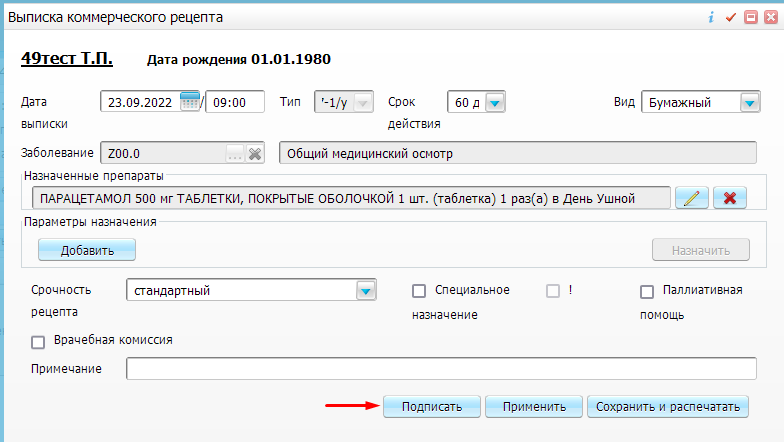 Выписка коммерческого рецепта
49тест Т.П. Дата рождения 01.01.1980
Дата выписки 23.09.2022 / 09:00 Тип '-1/у Срок действия 60 д Вид Бумажный
Заболевание Z00.0 ... Общий медицинский осмотр
Назначенные препараты
ПАРАЦЕТАМОЛ 500 мг ТАБЛЕТКИ, ПОКРЫТЫЕ ОБОЛОЧКОЙ 1 шт. (таблетка) 1 раз(а) в День Ушной
Параметры назначения
Добавить Назначить
Срочность рецепта стандартный Специальное назначение ! Паллиативная помощь
Врачебная комиссия
Примечание
Подписать Применить Сохранить и распечатать